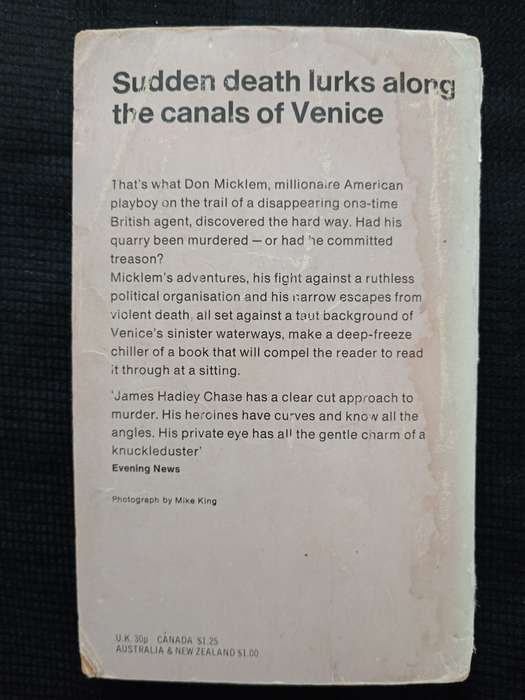 Sudden death lurks along
the canals of Venice
That's what Don Micklem, millionaire American
playboy on the trail of a disappearing one-time
British agent, discovered the hard way. Had his
quarry been murdered — or had he committed
treason?
Micklem's adventures, his fight against a ruthless
political organisation and his narrow escapes from
violent death, all set against a taut background of
Venice's sinister waterways, make a deep-freeze
chiller of a book that will compel the reader to read
it through at a sitting.
'James Hadley Chase has a clear cut approach to
murder. His heroines have curves and know all the
angles. His private eye has all the gentle charm of a
knuckleduster'
Evening News
Photograph by Mike King
U.K. 30p CANADA $1.25
AUSTRALIA & NEW ZEALAND $1.00